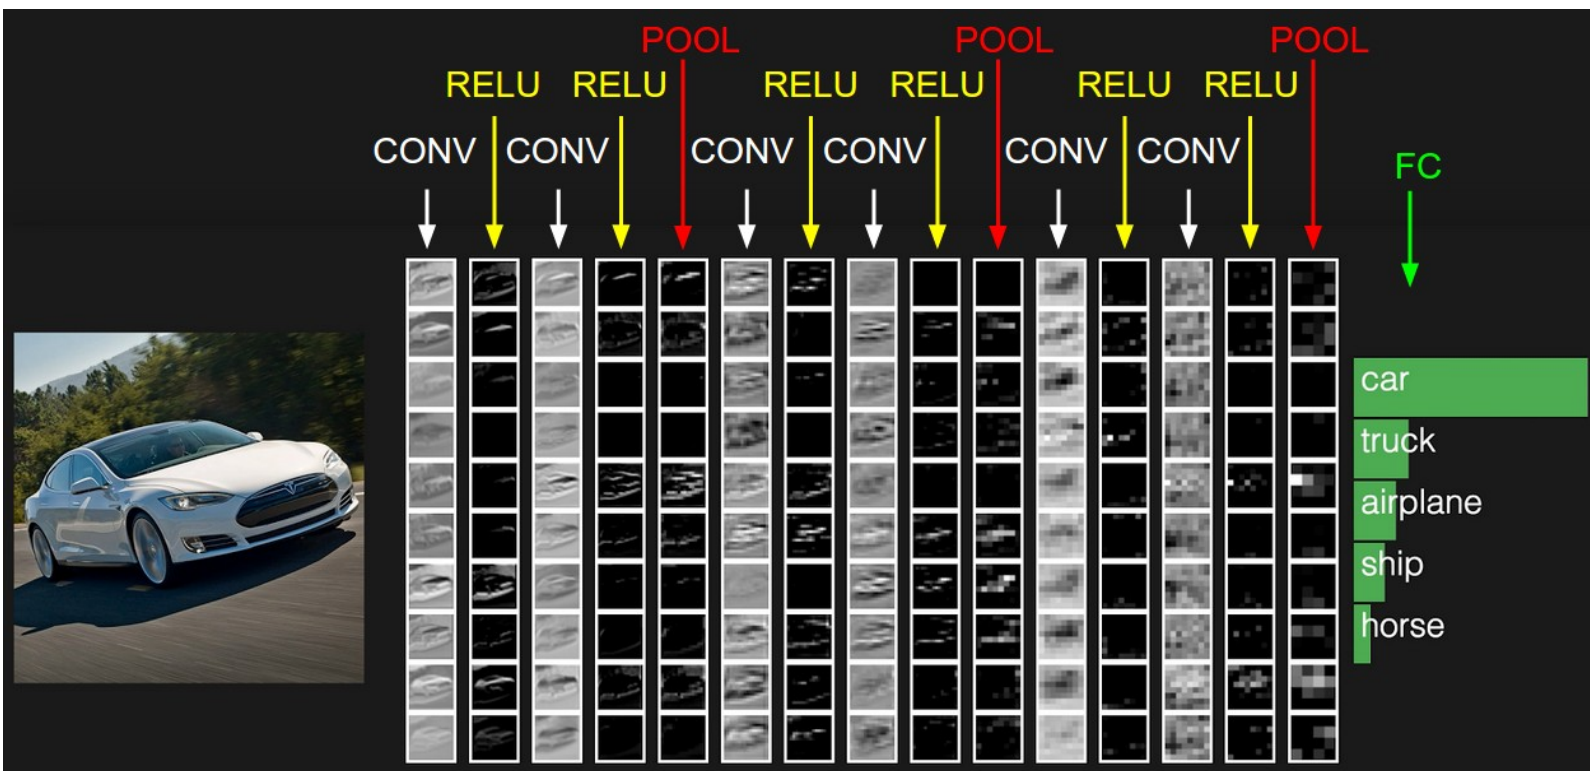 POOL POOL POOL
RELU RELU RELU RELU RELU RELU
CONV CONV CONV CONV CONV CONV
FC
car
truck
airplane
ship
horse